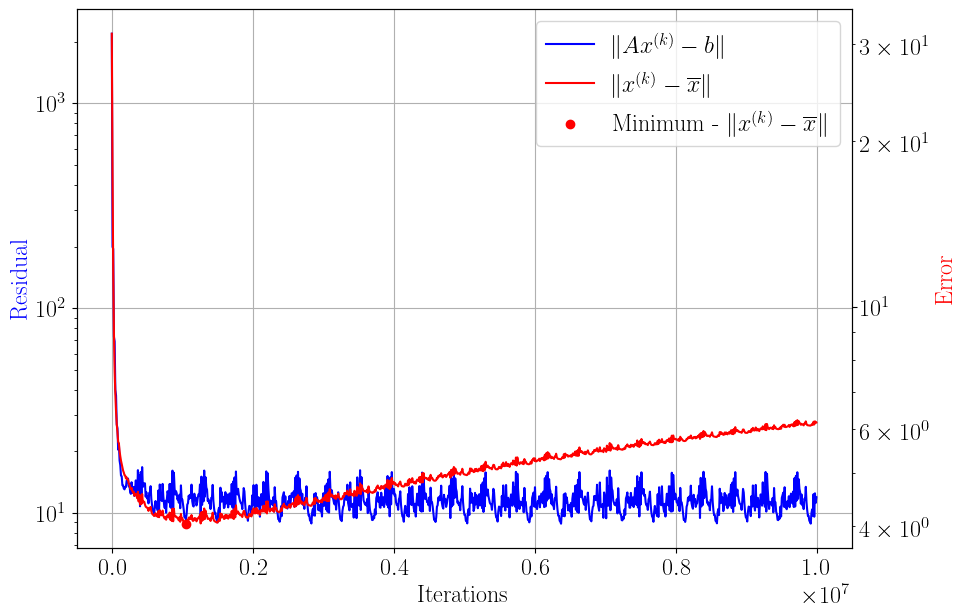 ‖Ax^(k) − b‖
‖x^(k) − x̅‖
Minimum - ‖x^(k) − x̅‖
Residual
10^3
10^2
10^1
3 × 10^1
2 × 10^1
10^1
6 × 10^0
4 × 10^0
Error
0.0 0.2 0.4 0.6 0.8 1.0
×10^7
Iterations